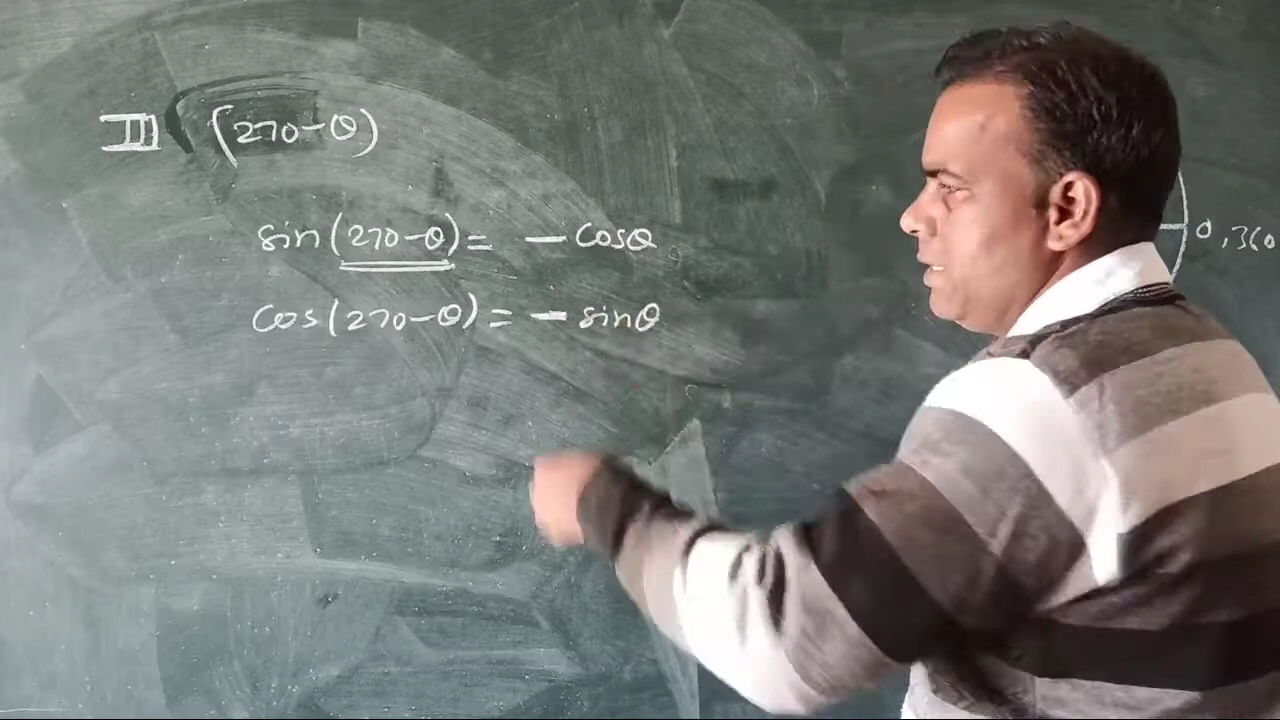 III (270-θ)
sin(270-θ) = -cosθ
cos(270-θ) = -sinθ
0, 360